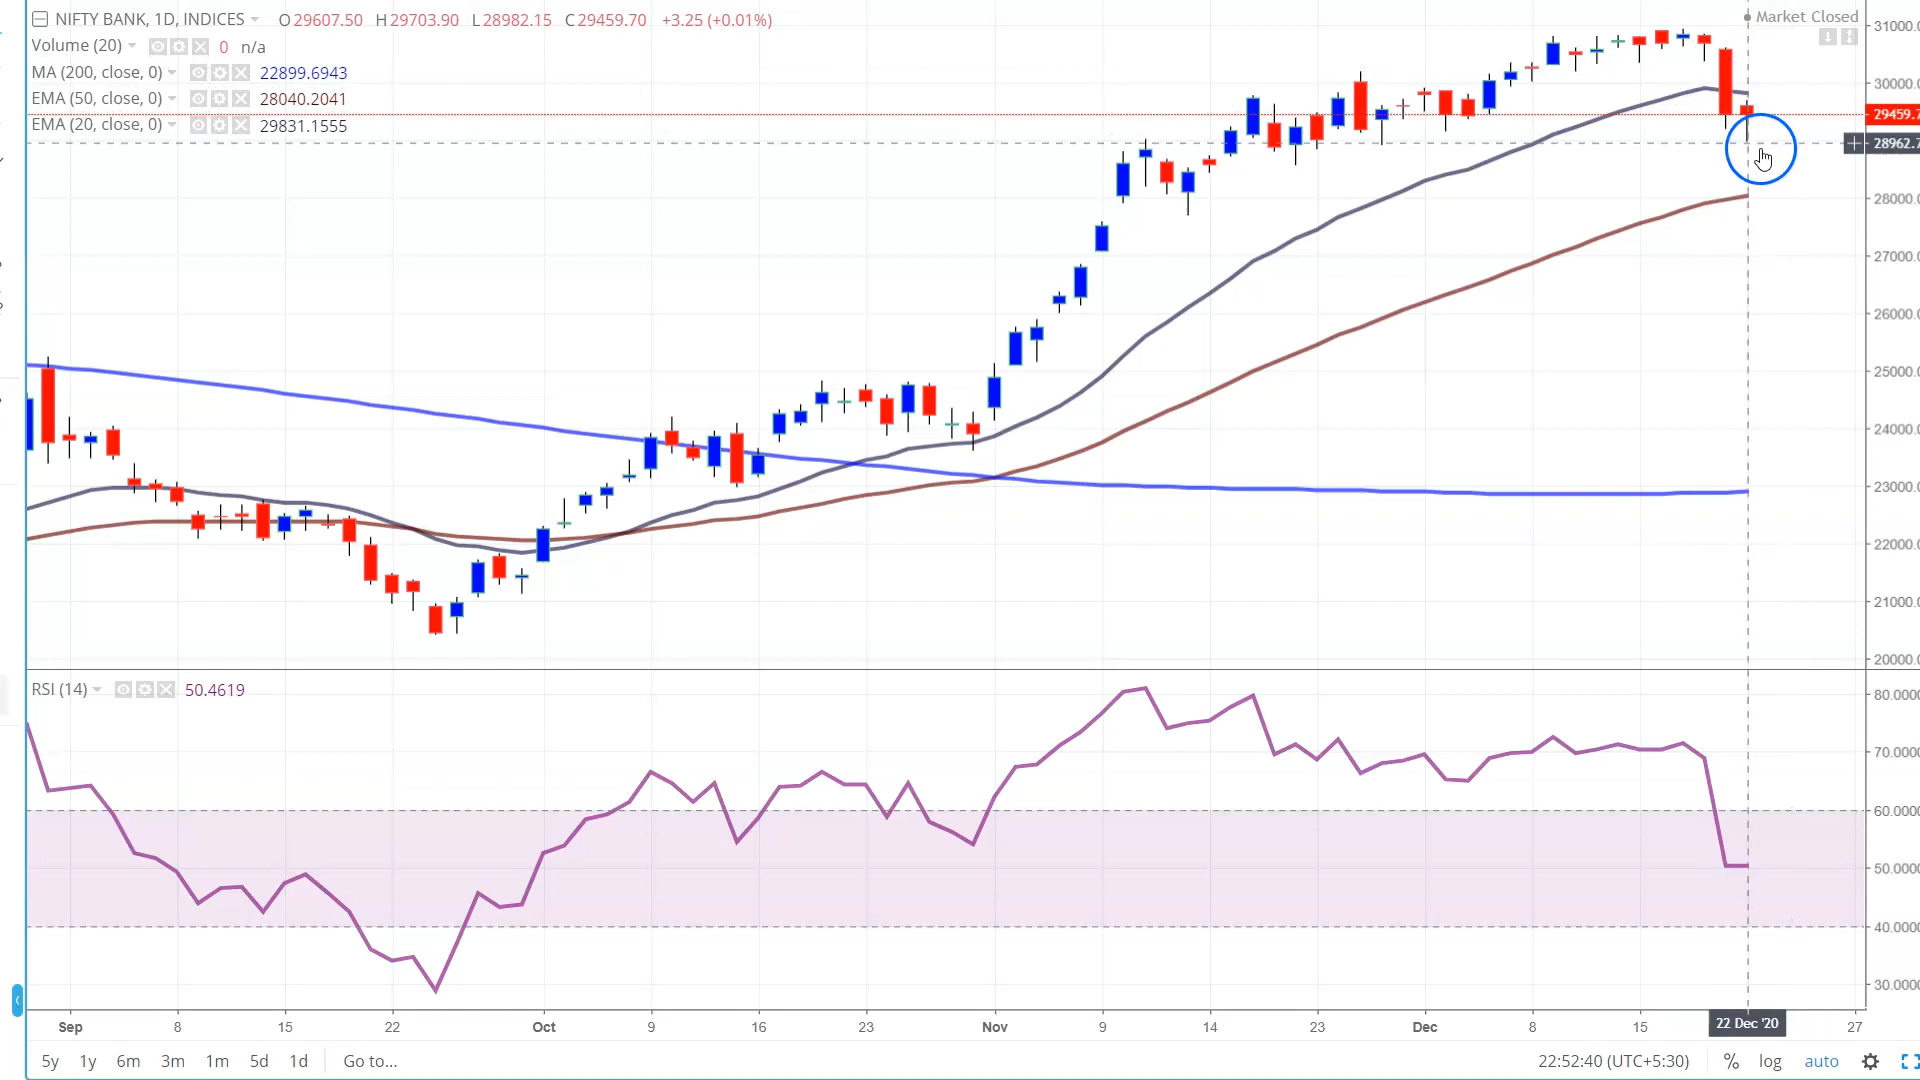 NIFTY BANK, 1D, INDICES O29607.50 H29703.90 L28982.15 C29459.70 +3.25 (+0.01%)
Market Closed
Volume (20) 0 n/a
MA (200, close, 0) 22899.6943
EMA (50, close, 0) 28040.2041
EMA (20, close, 0) 29831.1555
31000.0
30000.0
29459.7
28962.7
28000.0
27000.0
26000.0
25000.0
24000.0
23000.0
22000.0
21000.0
20000.0
RSI (14) 50.4619
80.0000
70.0000
60.0000
50.0000
40.0000
30.0000
Sep 8 15 22 Oct 9 16 23 Nov 9 14 23 Dec 8 15 22 Dec '20 27
5y 1y 6m 3m 1m 5d 1d Go to... 22:52:40 (UTC+5:30) % log auto